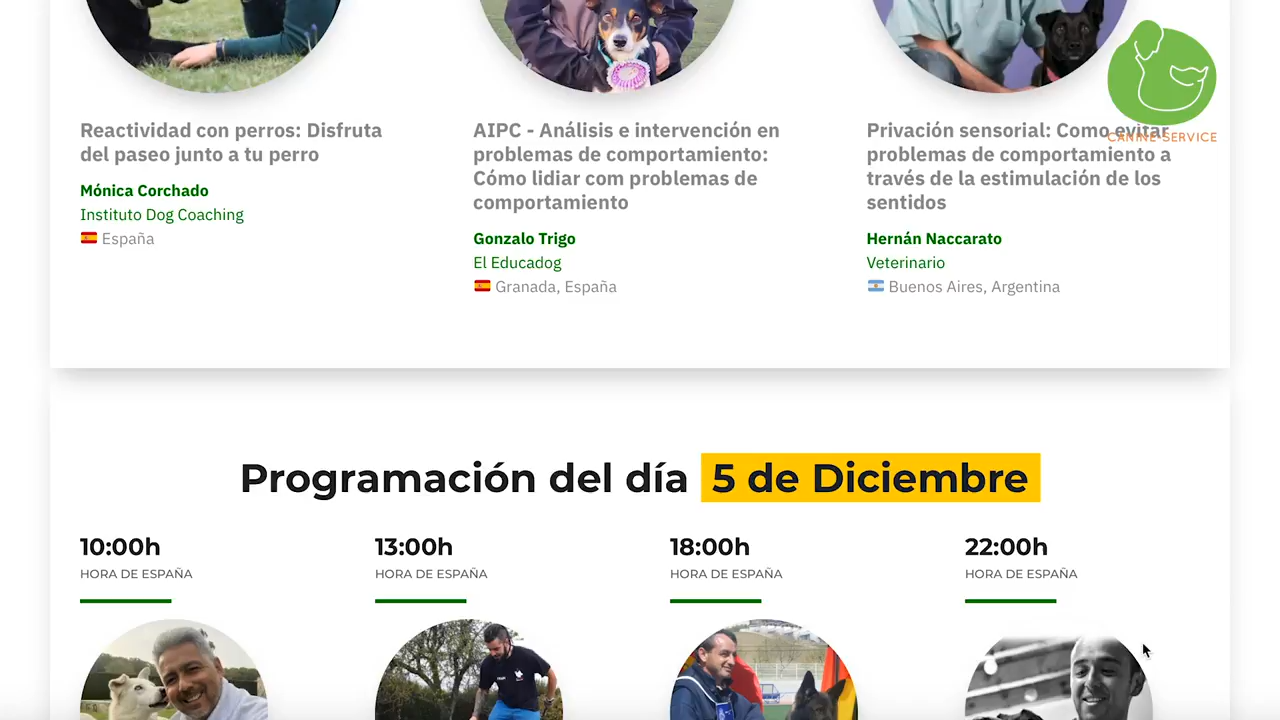 Reactividad con perros: Disfruta
del paseo junto a tu perro
Mónica Corchado
Instituto Dog Coaching
España
AIPC - Análisis e intervención en
problemas de comportamiento:
Cómo lidiar com problemas de
comportamiento
Gonzalo Trigo
El Educadog
Granada, España
Privación sensorial: Como evitar
problemas de comportamiento a
través de la estimulación de los
sentidos
Hernán Naccarato
Veterinario
Buenos Aires, Argentina
CANINE SERVICE
Programación del día 5 de Diciembre
10:00h
HORA DE ESPAÑA
13:00h
HORA DE ESPAÑA
18:00h
HORA DE ESPAÑA
22:00h
HORA DE ESPAÑA